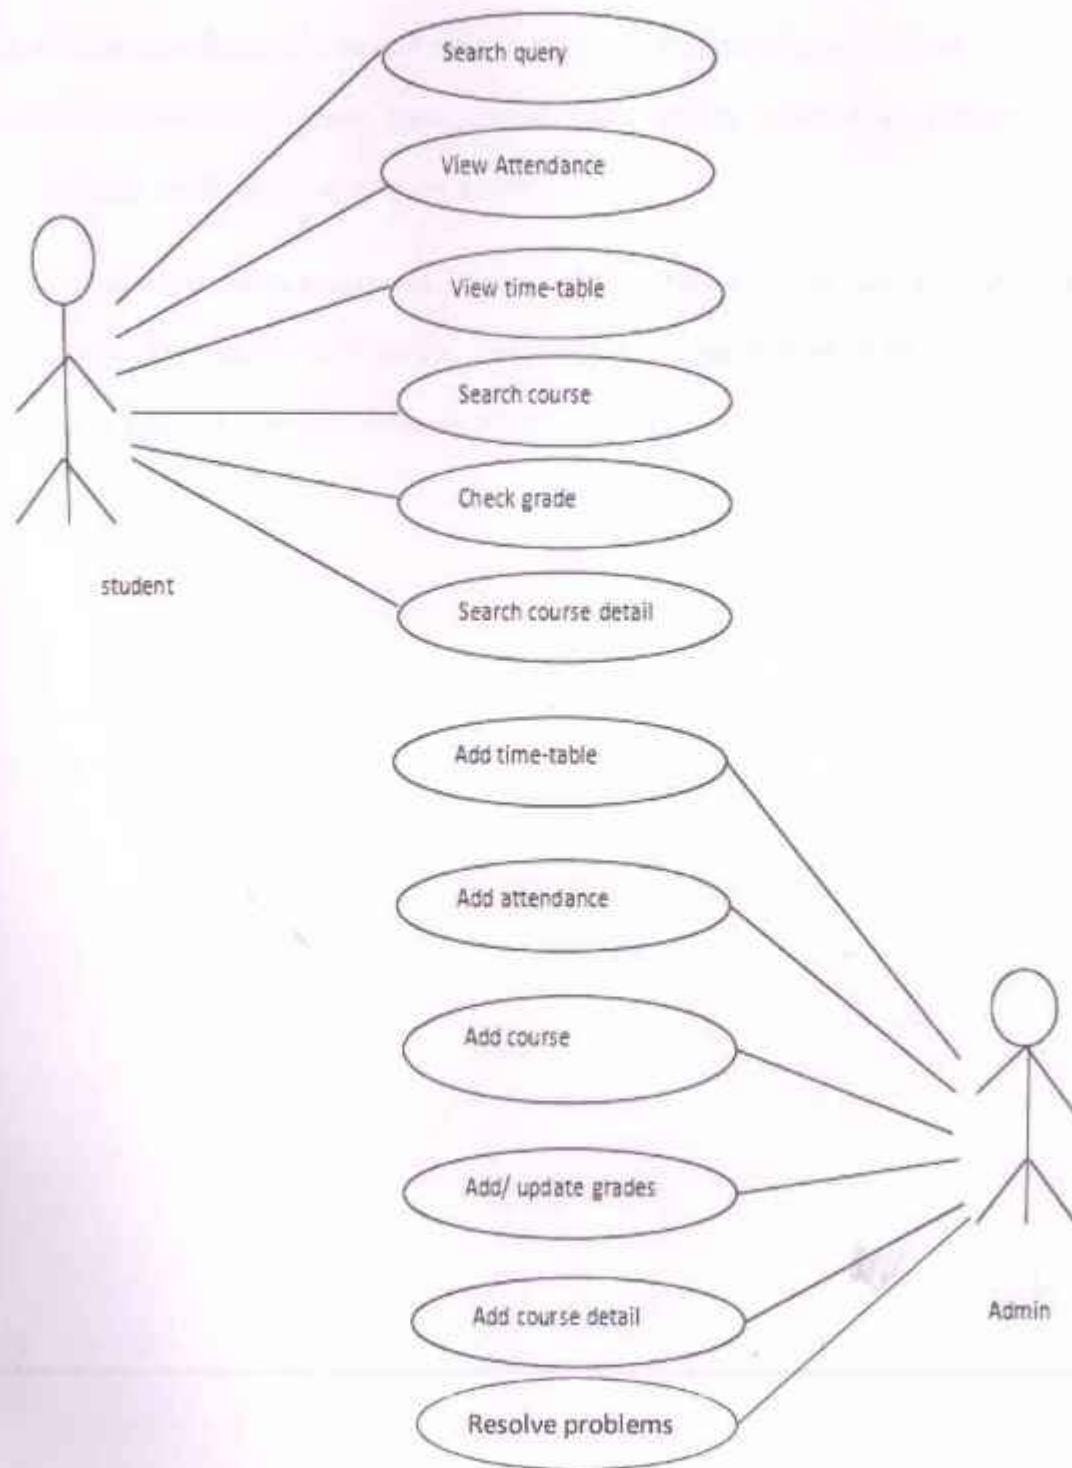 Search query
View Attendance
View time-table
Search course
Check grade
student
Search course detail
Add time-table
Add attendance
Add course
Add/ update grades
Add course detail
Admin
Resolve problems